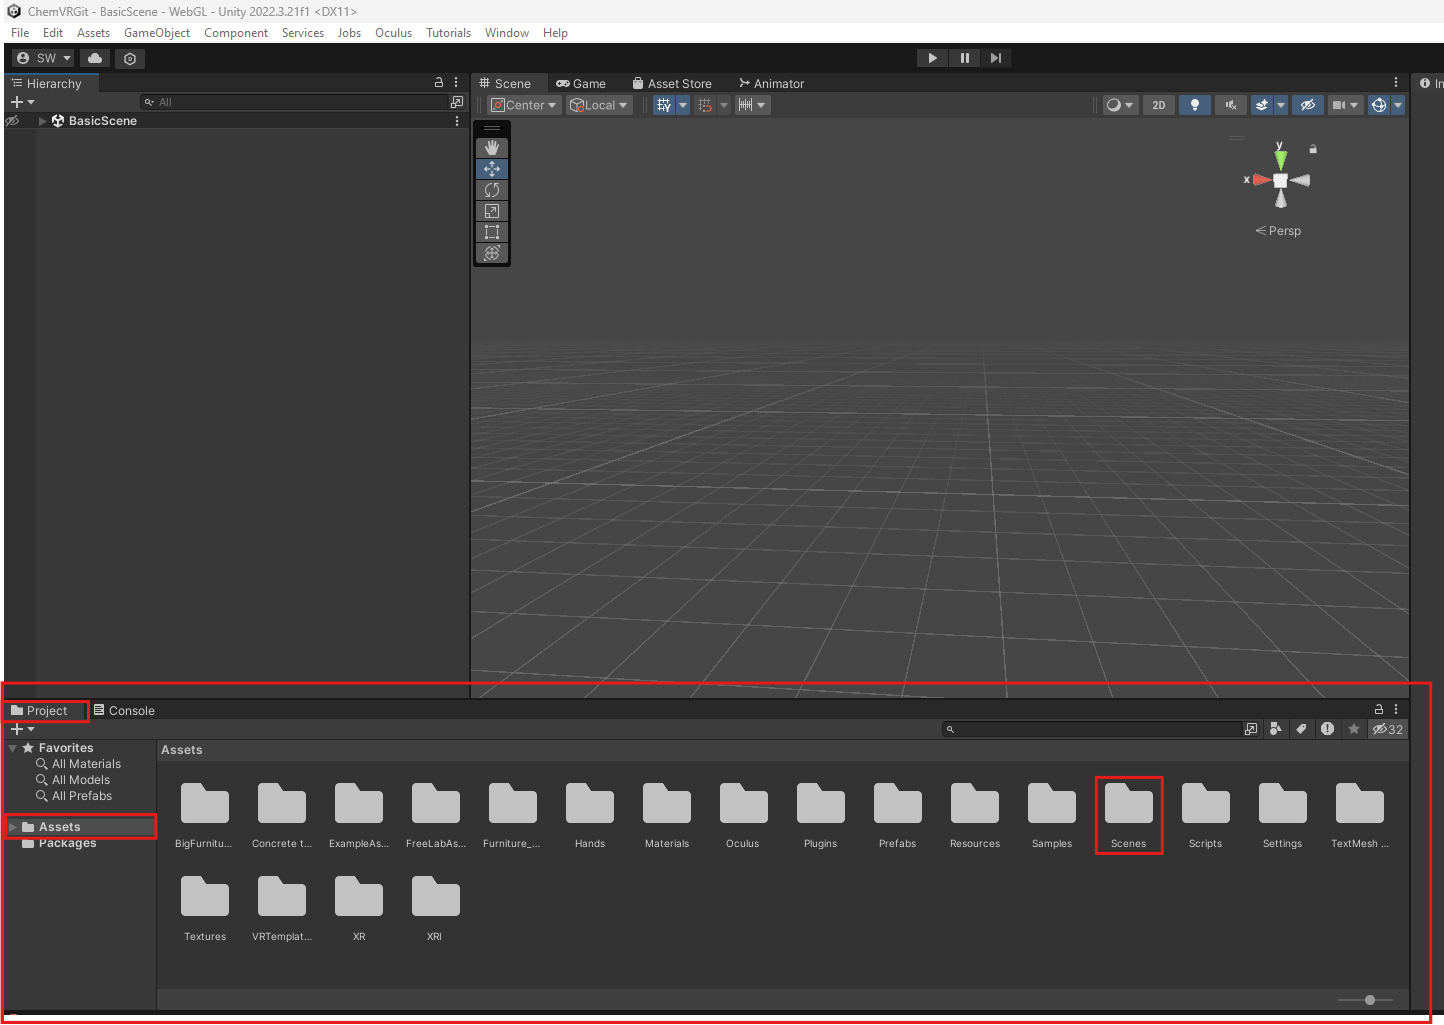 ChemVRGit - BasicScene - WebGL - Unity 2022.3.21f1 <DX11>
File Edit Assets GameObject Component Services Jobs Oculus Tutorials Window Help
SW
Hierarchy
Scene Game Asset Store Animator
All
Center Local 2D
BasicScene
y
x
Persp
Project Console
32
Favorites
All Materials
All Models
All Prefabs
Assets
Packages
Assets
BigFurnitu... Concrete t... ExampleAs... FreeLabAs... Furniture_... Hands Materials Oculus Plugins Prefabs Resources Samples Scenes Scripts Settings TextMesh ...
Textures VRTemplat... XR XRI